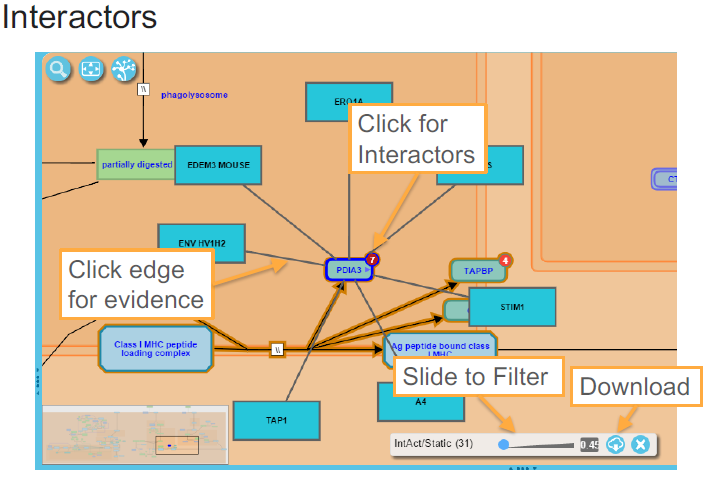 Interactors
phagolysosome
ERO1A
Click for
Interactors
partially digested
EDEM3 MOUSE
ENV HV1H2
PDIA3
7
TAPBP
4
Click edge
for evidence
STIM1
Class I MHC peptide
loading complex
Ag peptide bound class
I MHC
Slide to Filter
Download
TAP1
A4
IntAct/Static (31)
0.45